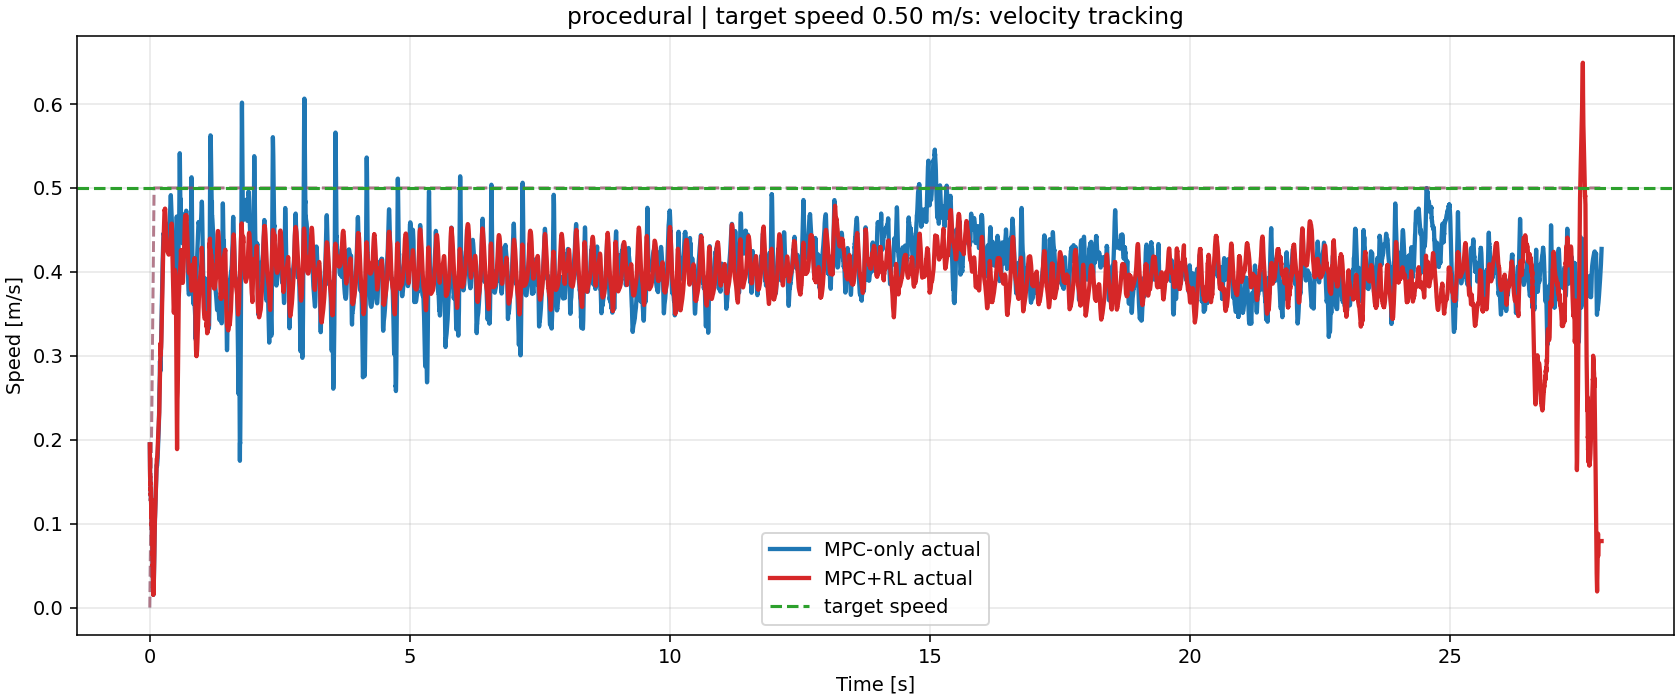 procedural | target speed 0.50 m/s: velocity tracking
Speed [m/s]
0.6
0.5
0.4
0.3
0.2
0.1
0.0
MPC-only actual
MPC+RL actual
target speed
0 5 10 15 20 25
Time [s]